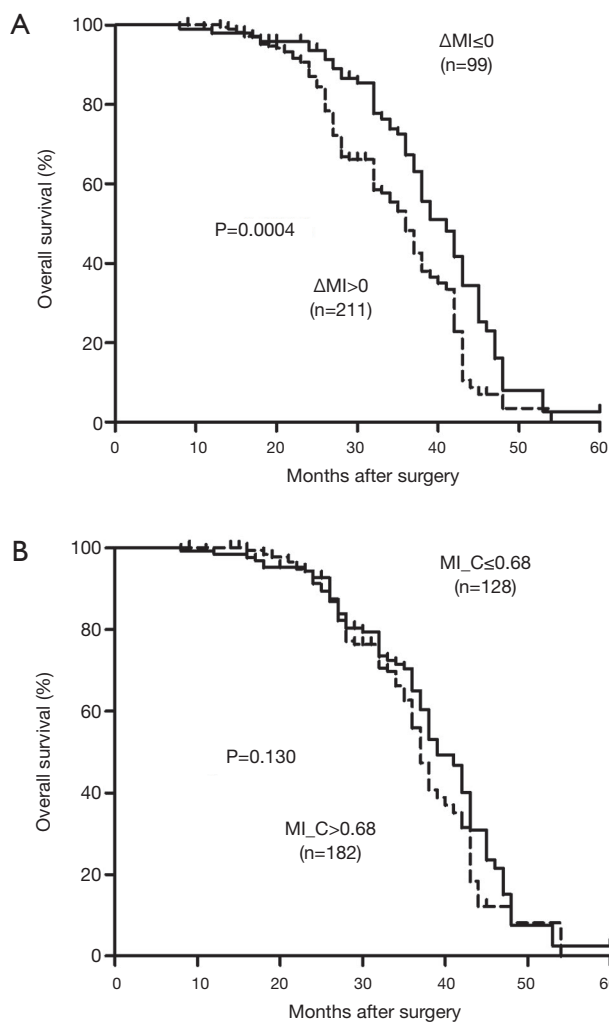 A
100
80
60
40
20
0
Overall survival (%)
ΔMI≤0
(n=99)
P=0.0004
ΔMI>0
(n=211)
0 10 20 30 40 50 60
Months after surgery
B
100
80
60
40
20
0
Overall survival (%)
MI_C≤0.68
(n=128)
P=0.130
MI_C>0.68
(n=182)
0 10 20 30 40 50 60
Months after surgery